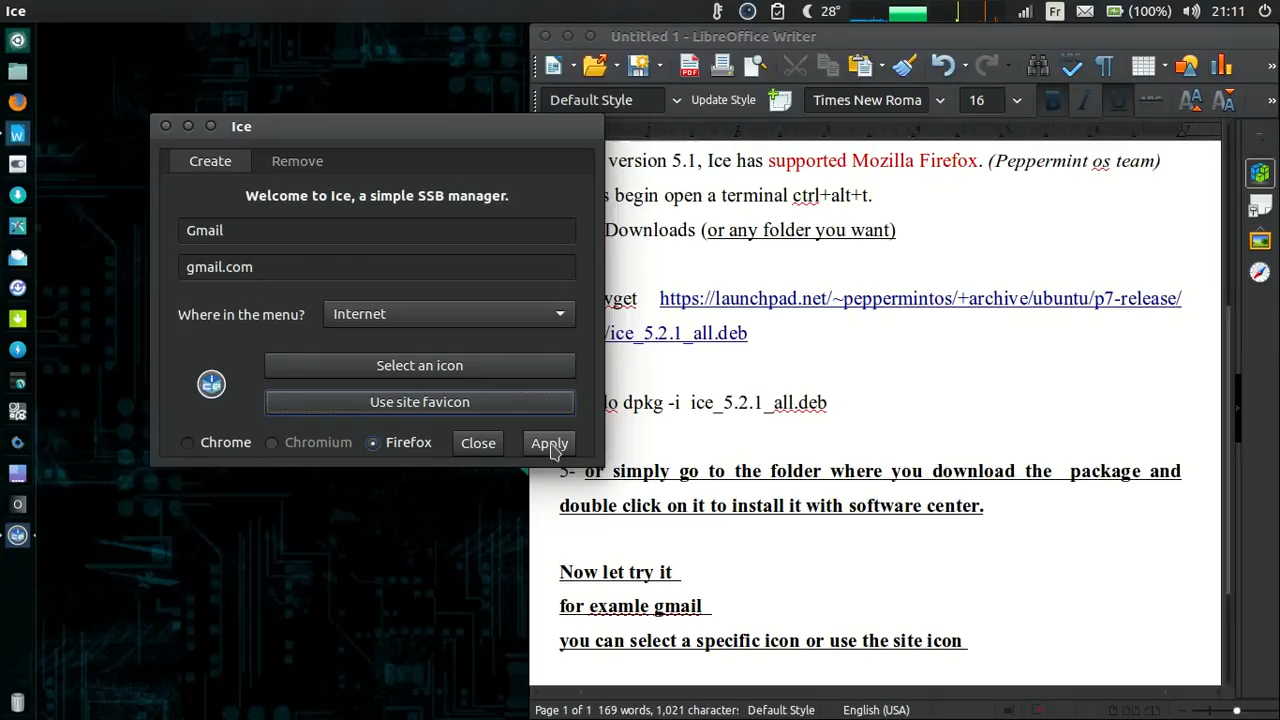 Ice
28°
Fr
(100%)
21:11
Untitled 1 - LibreOffice Writer
PDF
Default Style
Update Style
Times New Roma
16
Ice
Create
Remove
Welcome to Ice, a simple SSB manager.
Gmail
gmail.com
Where in the menu?
Internet
Select an icon
Use site favicon
Chrome
Chromium
Firefox
Close
Apply
version 5.1, Ice has supported Mozilla Firefox. (Peppermint os team)
s begin open a terminal ctrl+alt+t.
Downloads (or any folder you want)
wget https://launchpad.net/~peppermintos/+archive/ubuntu/p7-release/
/ice_5.2.1_all.deb
do dpkg -i ice_5.2.1_all.deb
5- or simply go to the folder where you download the package and
double click on it to install it with software center.
Now let try it
for examle gmail
you can select a specific icon or use the site icon
Page 1 of 1
169 words, 1,021 characters
Default Style
English (USA)